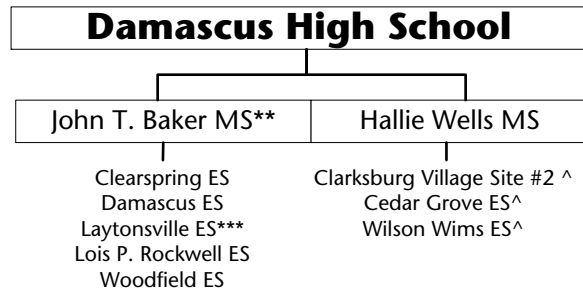 Damascus High School
John T. Baker MS**
Hallie Wells MS
Clearspring ES
Damascus ES
Laytonsville ES***
Lois P. Rockwell ES
Woodfield ES
Clarksburg Village Site #2 ^
Cedar Grove ES^
Wilson Wims ES^